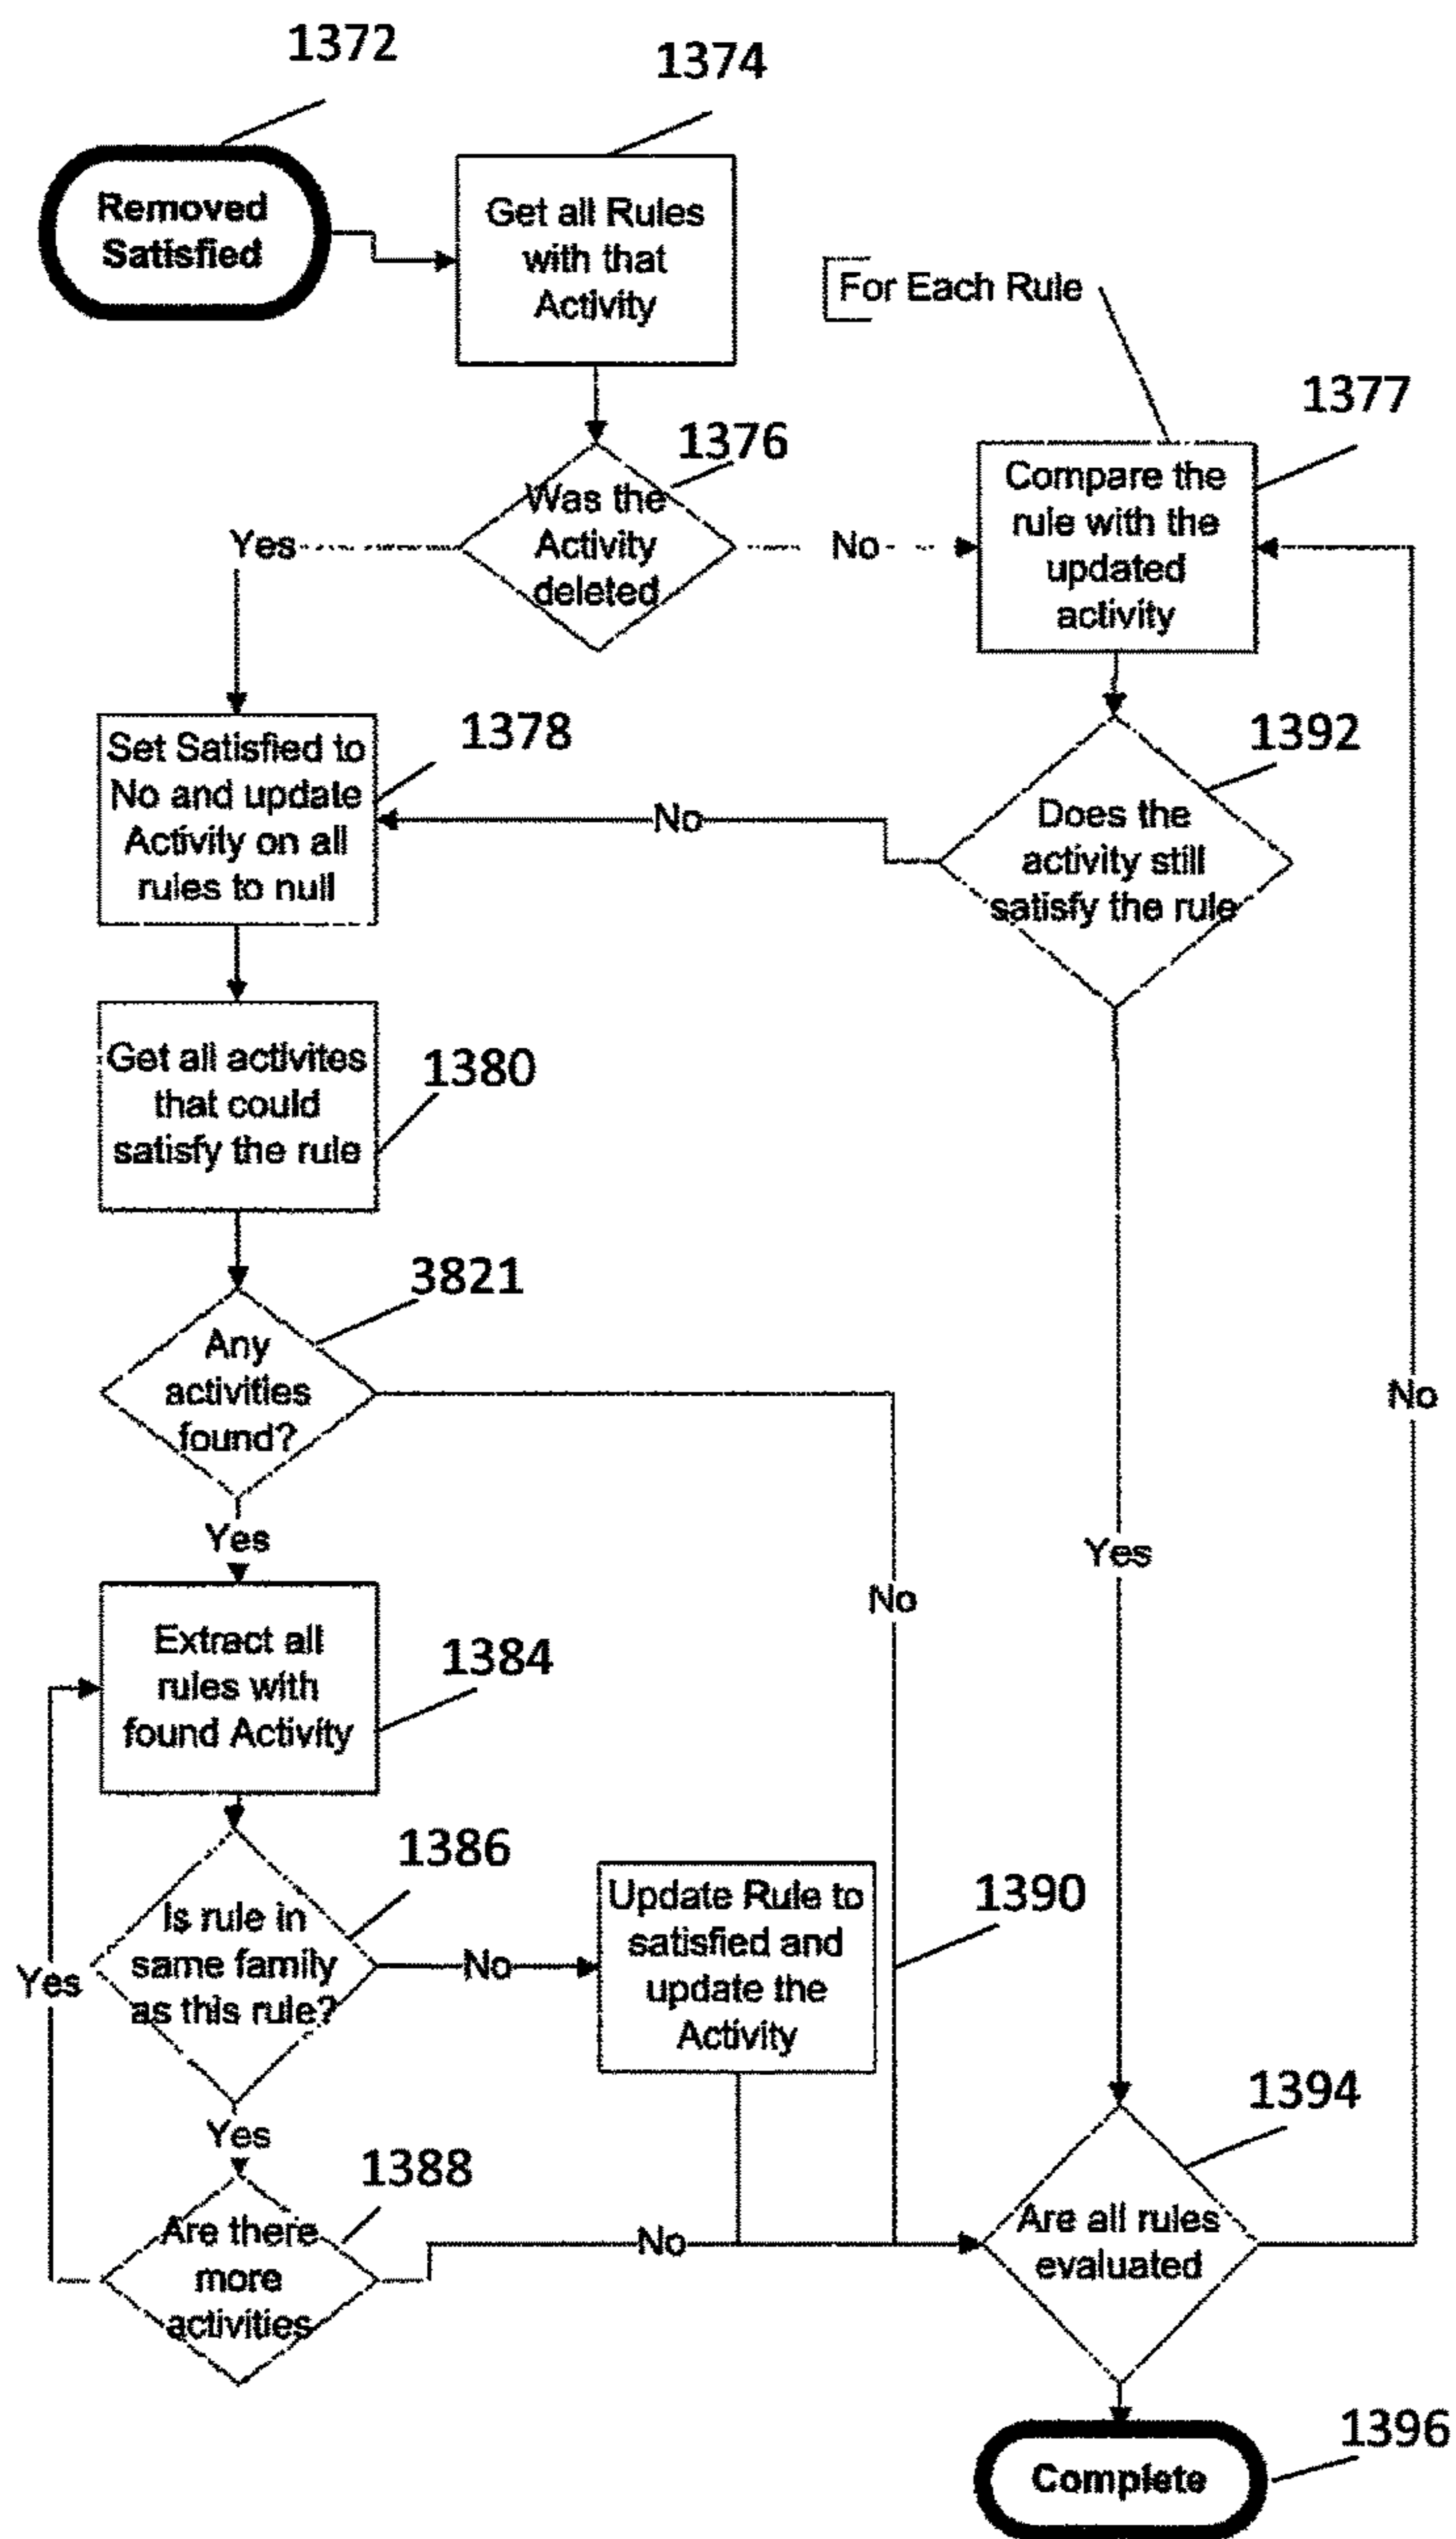 1372
1374
Removed
Satisfied
Get all Rules
with that
Activity
For Each Rule
1376
Was the
Activity
deleted
Yes
No
1377
Compare the
rule with the
updated
activity
1378
Set Satisfied to
No and update
Activity on all
rules to null
No
1392
Does the
activity still
satisfy the rule
1380
Get all activites
that could
satisfy the rule
3821
Any
activities
found?
Yes
No
Yes
No
1384
Extract all
rules with
found Activity
1386
Is rule in
same family
as this rule?
Yes
No
Update Rule to
satisfied and
update the
Activity
1390
Yes
1388
Are there
more
activities
No
1394
Are all rules
evaluated
1396
Complete